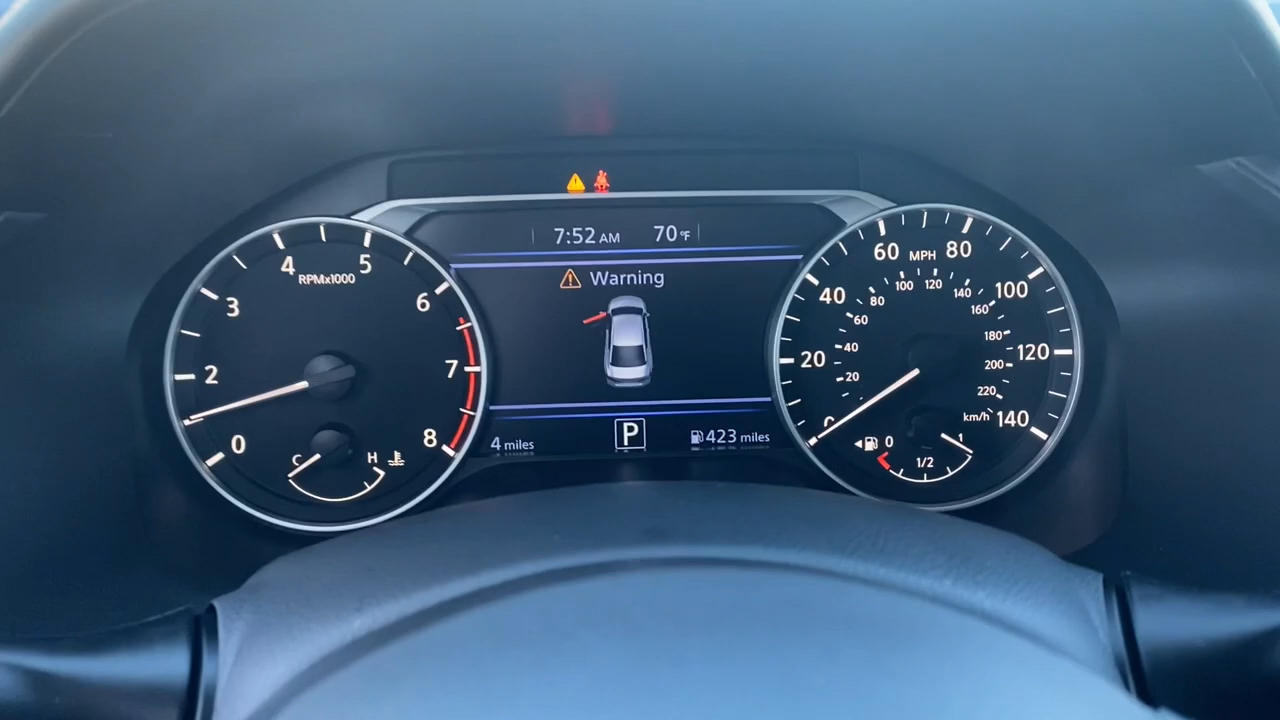 7:52 AM 70°F
Warning
4 miles P 423 miles
0 2 3 4 5 6 7 8
RPMx1000
C H
0 20 40 60 80 100 120 140
MPH
20 40 60 80 100 120 140 160 180 200 220
km/h
0 1/2 1